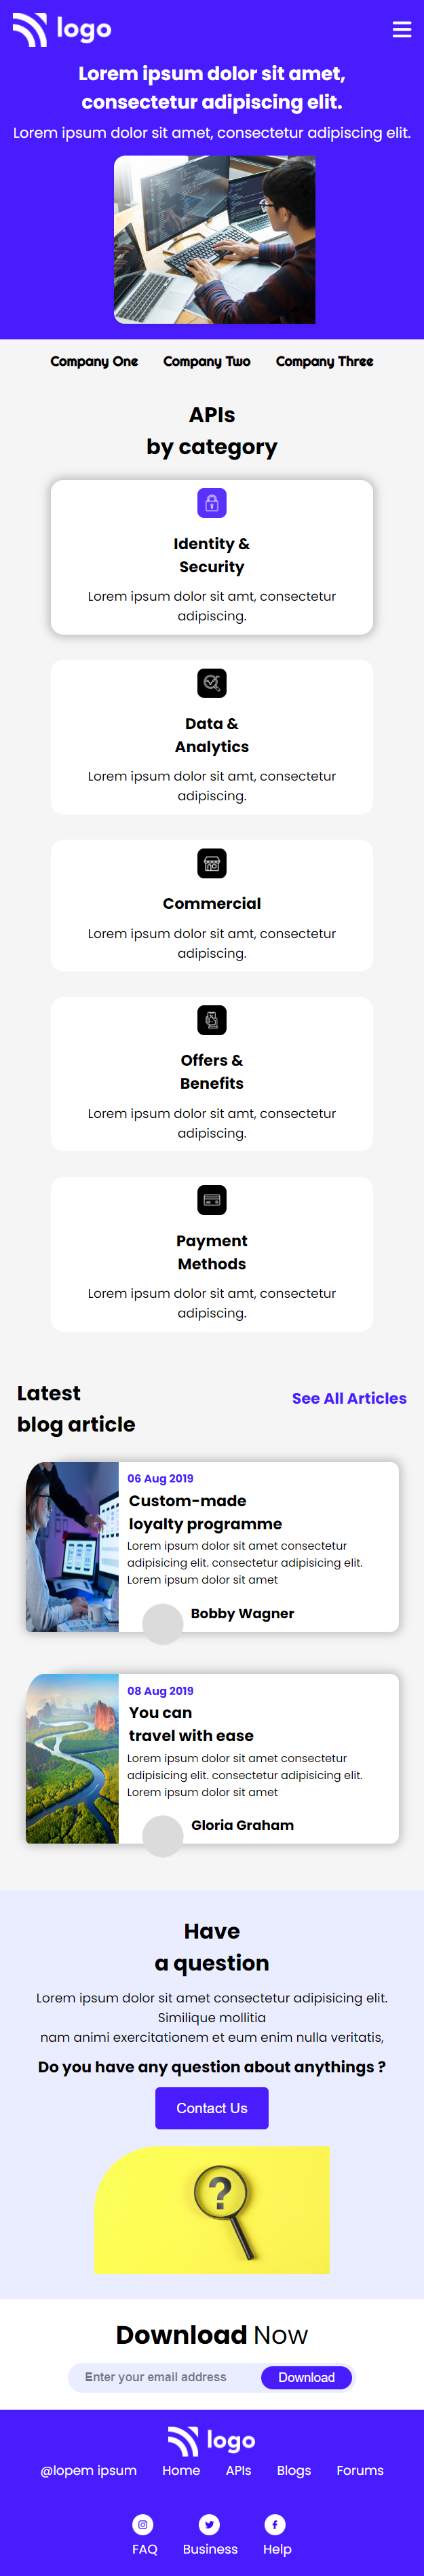 logo
Lorem ipsum dolor sit amet,
consectetur adipiscing elit.
Lorem ipsum dolor sit amet, consectetur adipiscing elit.
Company One Company Two Company Three
APIs
by category
Identity &
Security
Lorem ipsum dolor sit amt, consectetur
adipiscing.
Data &
Analytics
Lorem ipsum dolor sit amt, consectetur
adipiscing.
Commercial
Lorem ipsum dolor sit amt, consectetur
adipiscing.
Offers &
Benefits
Lorem ipsum dolor sit amt, consectetur
adipiscing.
Payment
Methods
Lorem ipsum dolor sit amt, consectetur
adipiscing.
Latest
blog article
See All Articles
06 Aug 2019
Custom-made
loyalty programme
Lorem ipsum dolor sit amet consectetur
adipisicing elit. consectetur adipisicing elit.
Lorem ipsum dolor sit amet
Bobby Wagner
08 Aug 2019
You can
travel with ease
Lorem ipsum dolor sit amet consectetur
adipisicing elit. consectetur adipisicing elit.
Lorem ipsum dolor sit amet
Gloria Graham
Have
a question
Lorem ipsum dolor sit amet consectetur adipisicing elit.
Similique mollitia
nam animi exercitationem et eum enim nulla veritatis,
Do you have any question about anythings ?
Contact Us
?
Download Now
Enter your email address Download
logo
@lopem ipsum Home APIs Blogs Forums
FAQ Business Help